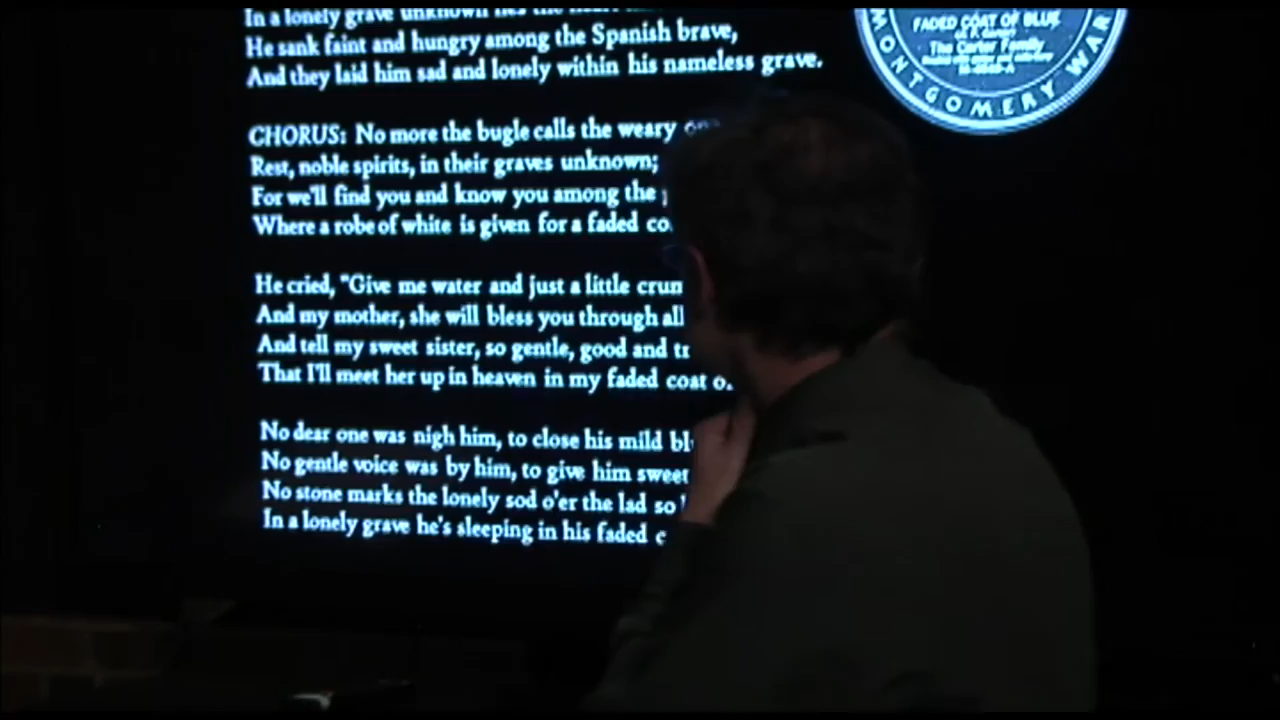 In a lonely grave unknown lies the heart
He sank faint and hungry among the Spanish brave,
And they laid him sad and lonely within his nameless grave.
CHORUS: No more the bugle calls the weary
Rest, noble spirits, in their graves unknown;
For we'll find you and know you among the
Where a robe of white is given for a faded
He cried, "Give me water and just a little
And my mother, she will bless you through all
And tell my sweet sister, so gentle, good and
That I'll meet her up in heaven in my faded coat
No dear one was nigh him, to close his mild
No gentle voice was by him, to give him sweet
No stone marks the lonely sod o'er the lad so
In a lonely grave he's sleeping in his faded
FADED COAT OF BLUE
The Carter Family
MONTGOMERY WAR